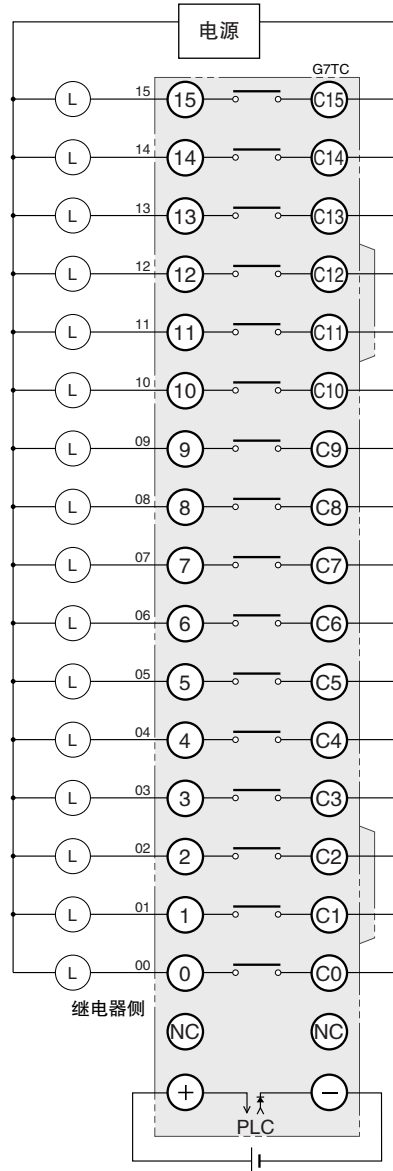 电源
G7TC
L 15 15 C15
L 14 14 C14
L 13 13 C13
L 12 12 C12
L 11 11 C11
L 10 10 C10
L 09 9 C9
L 08 8 C8
L 07 7 C7
L 06 6 C6
L 05 5 C5
L 04 4 C4
L 03 3 C3
L 02 2 C2
L 01 1 C1
L 00 0 C0
继电器侧
NC NC
+ −
PLC